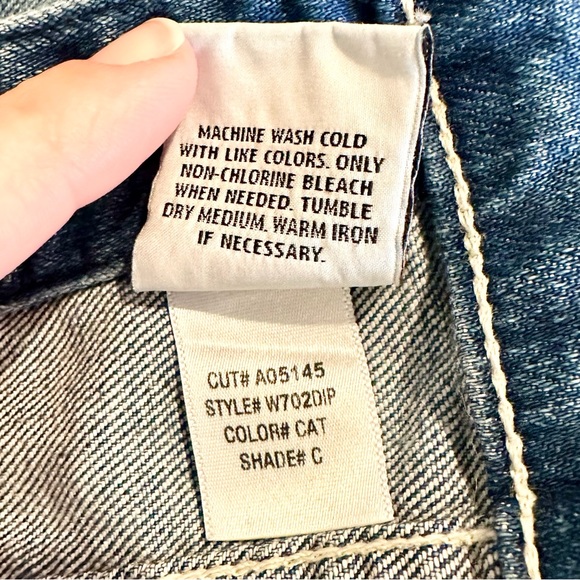 MACHINE WASH COLD
WITH LIKE COLORS. ONLY
NON-CHLORINE BLEACH
WHEN NEEDED. TUMBLE
DRY MEDIUM. WARM IRON
IF NECESSARY.
CUT# A05145
STYLE# W702DIP
COLOR# CAT
SHADE# C